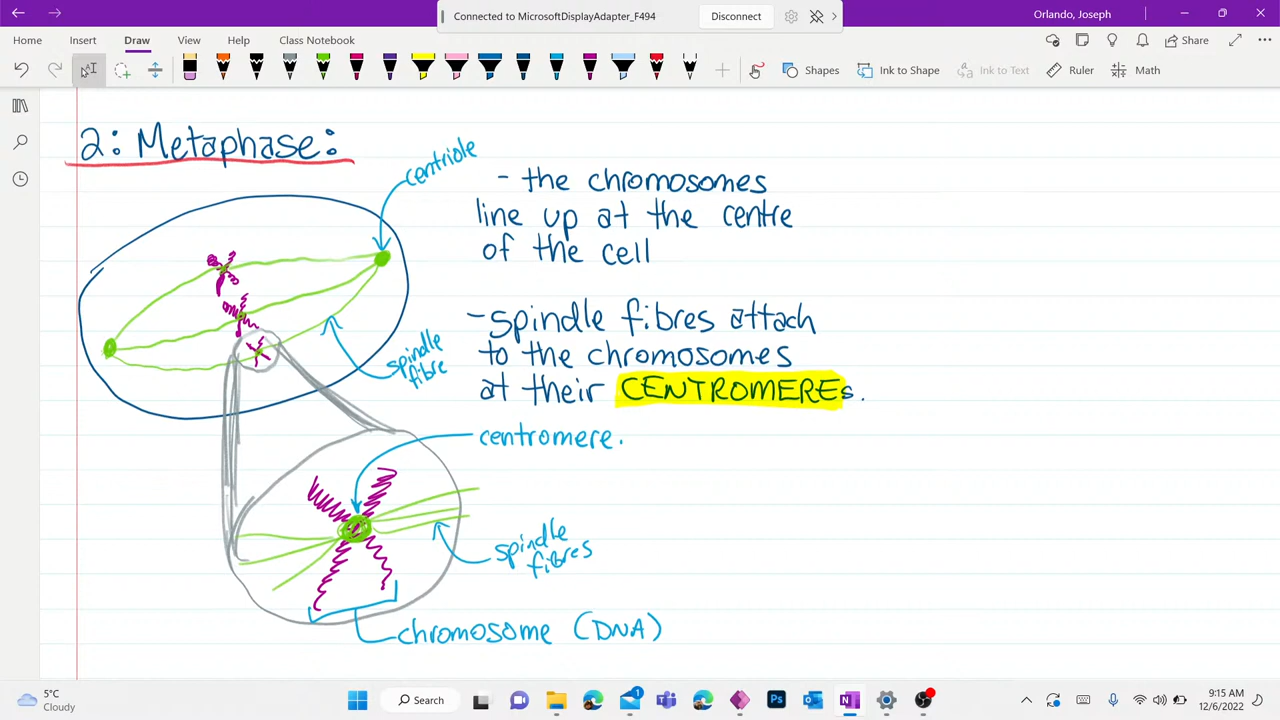 Connected to MicrosoftDisplayAdapter_F494
Disconnect
Orlando, Joseph
Home
Insert
Draw
View
Help
Class Notebook
Share
Shapes
Ink to Shape
Ink to Text
Ruler
Math
2: Metaphase:
centriole
- the chromosomes
line up at the centre
of the cell
- spindle fibres attach
to the chromosomes
at their CENTROMEREs.
spindle
fibre
centromere.
spindle
fibres
chromosome (DNA)
5°C
Cloudy
Search
1
9:15 AM
12/6/2022